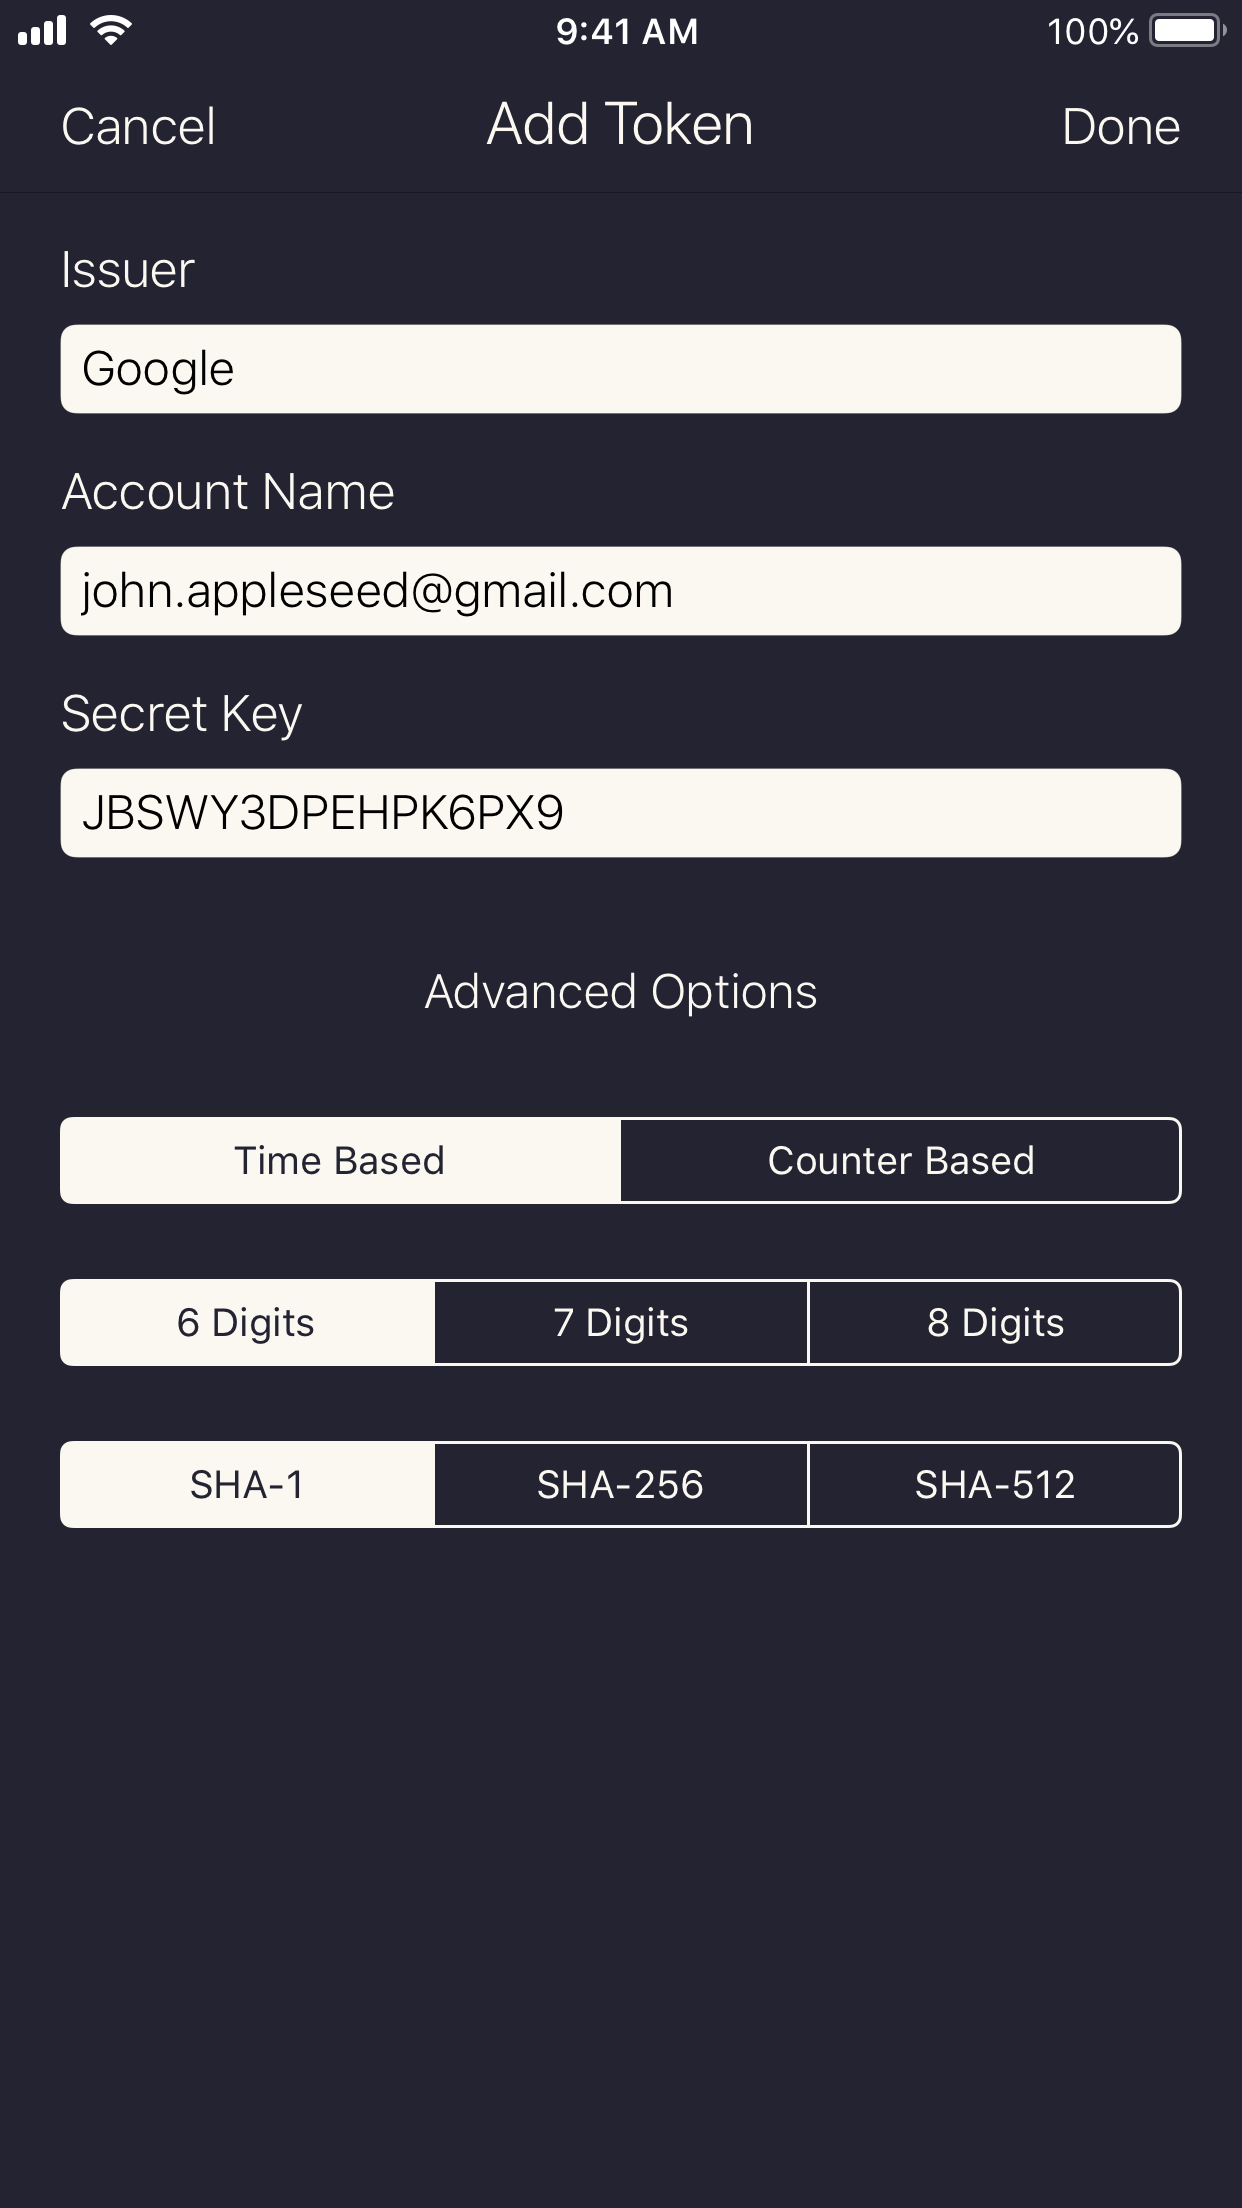 9:41 AM
100%
Cancel
Add Token
Done
Issuer
Google
Account Name
john.appleseed@gmail.com
Secret Key
JBSWY3DPEHPK6PX9
Advanced Options
Time Based
Counter Based
6 Digits
7 Digits
8 Digits
SHA-1
SHA-256
SHA-512